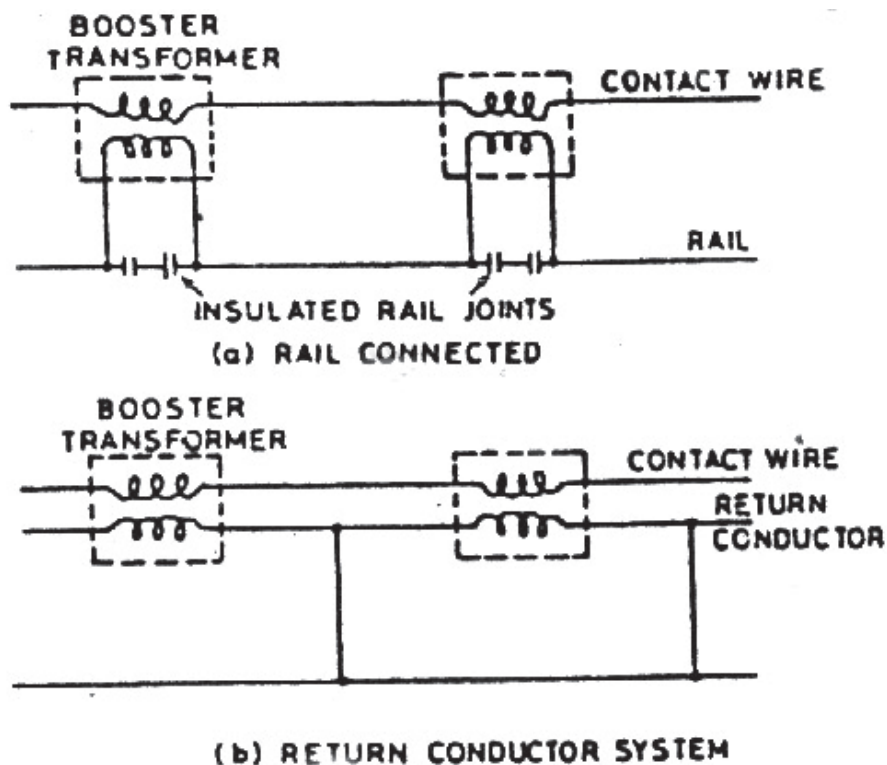 BOOSTER
TRANSFORMER
CONTACT WIRE
RAIL
INSULATED RAIL JOINTS
(a) RAIL CONNECTED
BOOSTER
TRANSFORMER
CONTACT WIRE
RETURN
CONDUCTOR
(b) RETURN CONDUCTOR SYSTEM